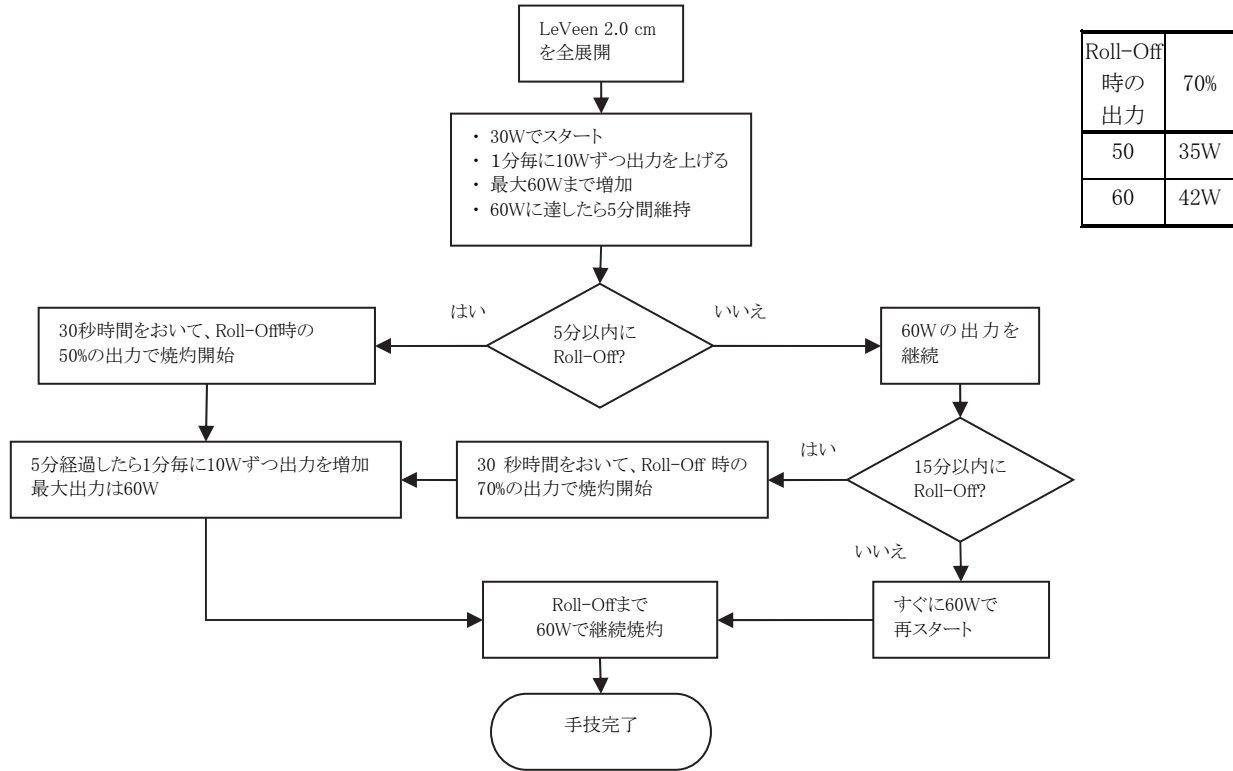 LeVeen 2.0 cm
を全展開
・ 30Wでスタート
・ 1分毎に10Wずつ出力を上げる
・ 最大60Wまで増加
・ 60Wに達したら5分間維持
5分以内に
Roll-Off?
はい
いいえ
30秒時間をおいて、Roll-Off時の
50%の出力で焼灼開始
60Wの出力を
継続
15分以内に
Roll-Off?
はい
いいえ
30 秒時間をおいて、Roll-Off 時の
70%の出力で焼灼開始
5分経過したら1分毎に10Wずつ出力を増加
最大出力は60W
すぐに60Wで
再スタート
Roll-Offまで
60Wで継続焼灼
手技完了
Roll-Off
時の
出力
70%
50 35W
60 42W